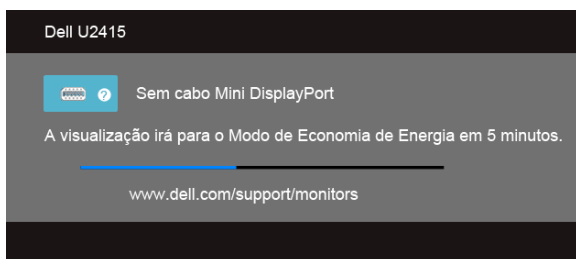 Dell U2415
Sem cabo Mini DisplayPort
A visualização irá para o Modo de Economia de Energia em 5 minutos.
www.dell.com/support/monitors